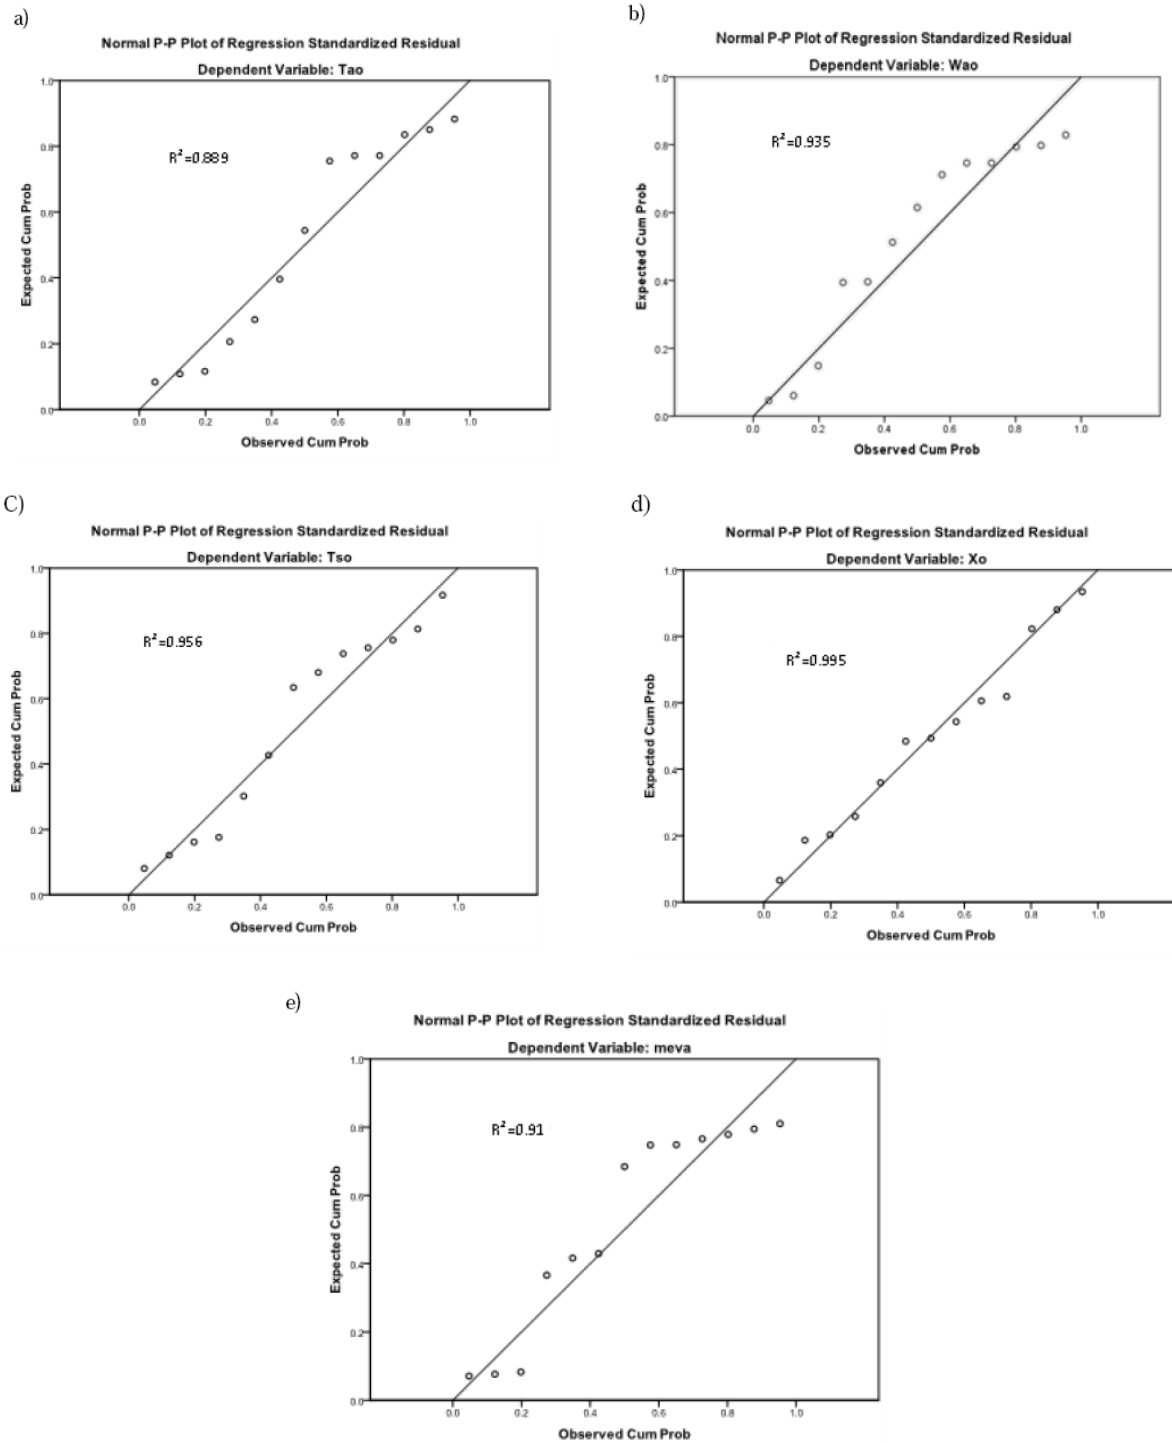 a)
Normal P-P Plot of Regression Standardized Residual
Dependent Variable: Tao
R²=0.889
Expected Cum Prob
1.0
0.8
0.6
0.4
0.2
0.0
0.0 0.2 0.4 0.6 0.8 1.0
Observed Cum Prob
b)
Normal P-P Plot of Regression Standardized Residual
Dependent Variable: Wao
R²=0.935
Expected Cum Prob
1.0
0.8
0.6
0.4
0.2
0.0
0.0 0.2 0.4 0.6 0.8 1.0
Observed Cum Prob
C)
Normal P-P Plot of Regression Standardized Residual
Dependent Variable: Tso
R²=0.956
Expected Cum Prob
1.0
0.8
0.6
0.4
0.2
0.0
0.0 0.2 0.4 0.6 0.8 1.0
Observed Cum Prob
d)
Normal P-P Plot of Regression Standardized Residual
Dependent Variable: Xo
R²=0.995
Expected Cum Prob
1.0
0.8
0.6
0.4
0.2
0.0
0.0 0.2 0.4 0.6 0.8 1.0
Observed Cum Prob
e)
Normal P-P Plot of Regression Standardized Residual
Dependent Variable: meva
R²=0.91
Expected Cum Prob
1.0
0.8
0.6
0.4
0.2
0.0
0.0 0.2 0.4 0.6 0.8 1.0
Observed Cum Prob